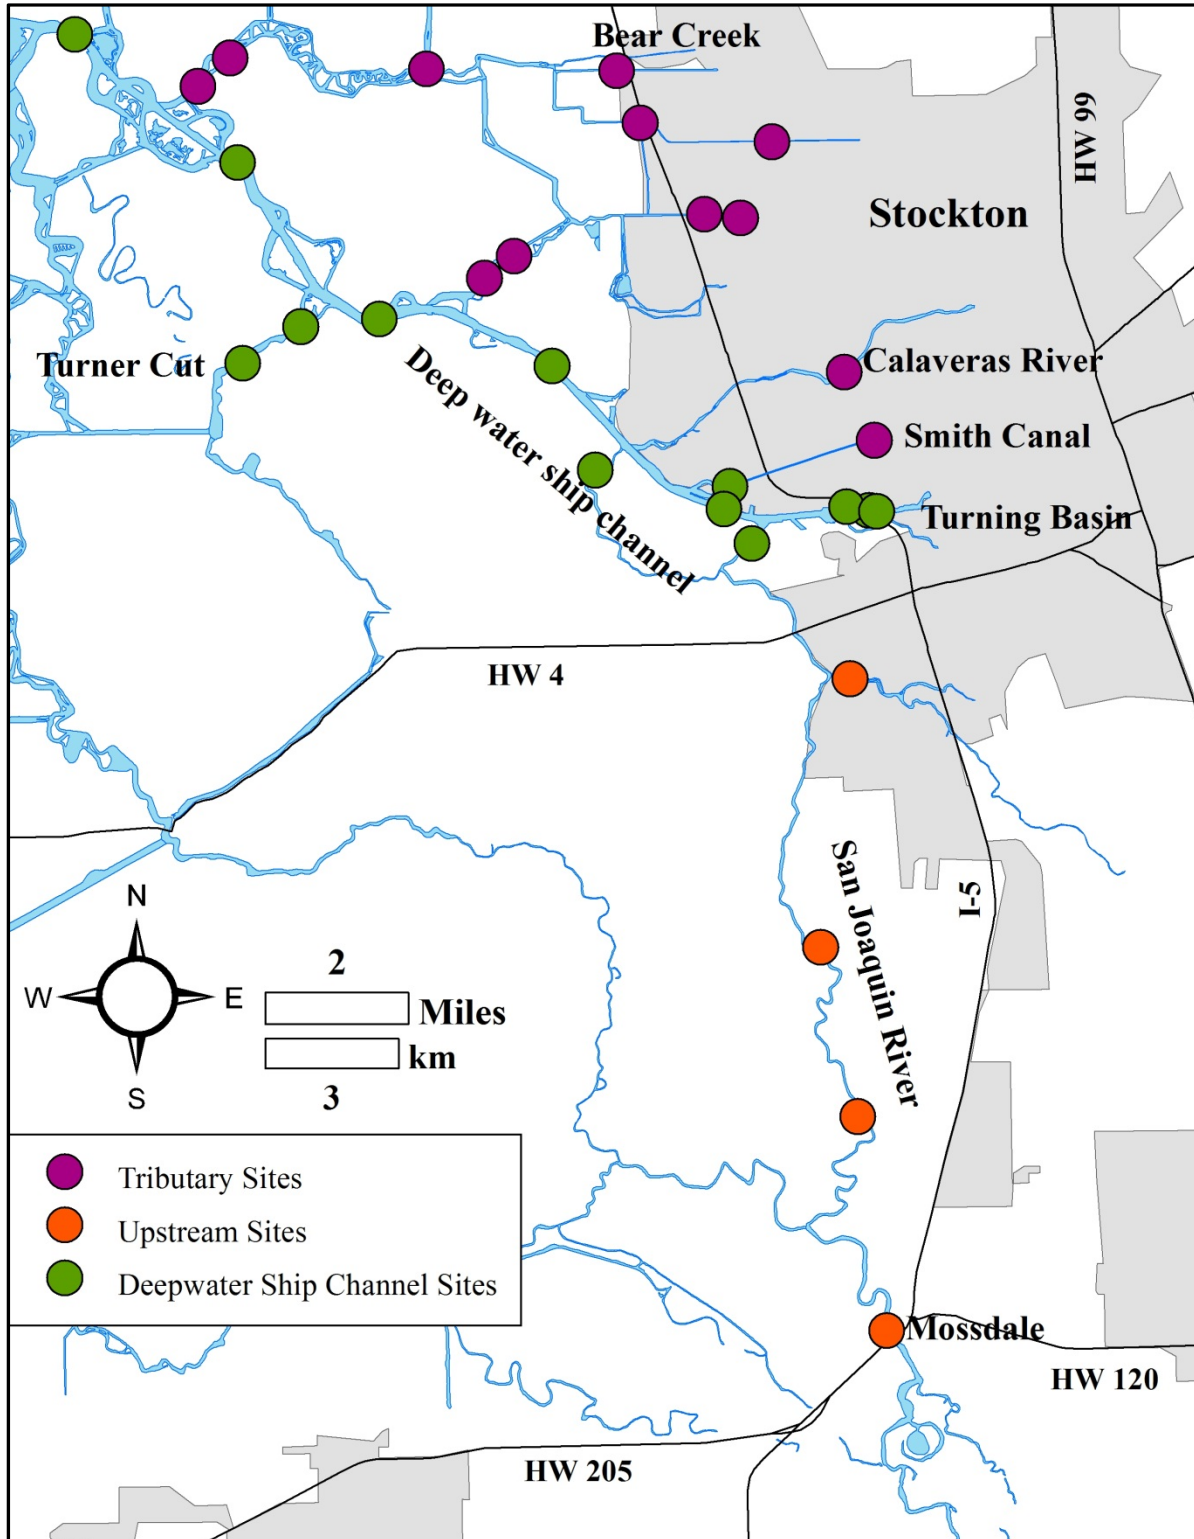 Bear Creek
HW 99
Stockton
Turner Cut
Deep water ship channel
Calaveras River
Smith Canal
Turning Basin
HW 4
San Joaquin River
I-5
N
W
E
S
2
Miles
km
3
Tributary Sites
Upstream Sites
Deepwater Ship Channel Sites
Mossdale
HW 120
HW 205